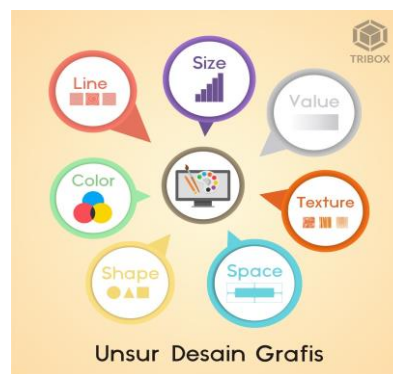 TRIBOX
Size
Line
Value
Color
Texture
Shape
Space
Unsur Desain Grafis